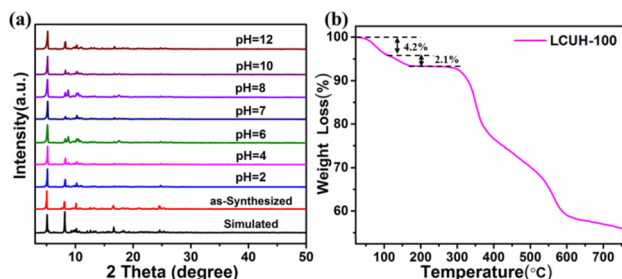 (a)
pH=12
pH=10
pH=8
pH=7
pH=6
pH=4
pH=2
as-Synthesized
Simulated
Intensity(a.u.)
10 20 30 40 50
2 Theta (degree)
(b)
LCUH-100
4.2%
2.1%
100
90
80
70
60
Weight Loss(%)
100 200 300 400 500 600 700
Temperature(°C)